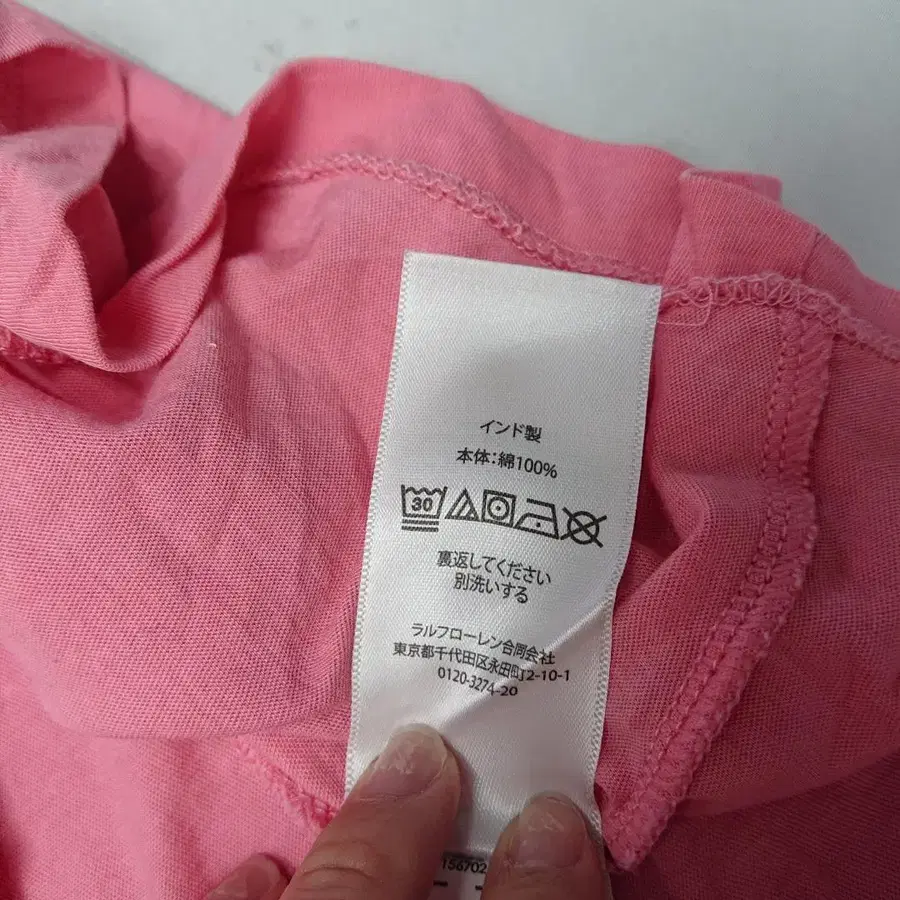 インド製
本体:綿100%
30
裏返してください
別洗いする
ラルフローレン合同会社
東京都千代田区永田町2-10-1
0120-3274-20
156702